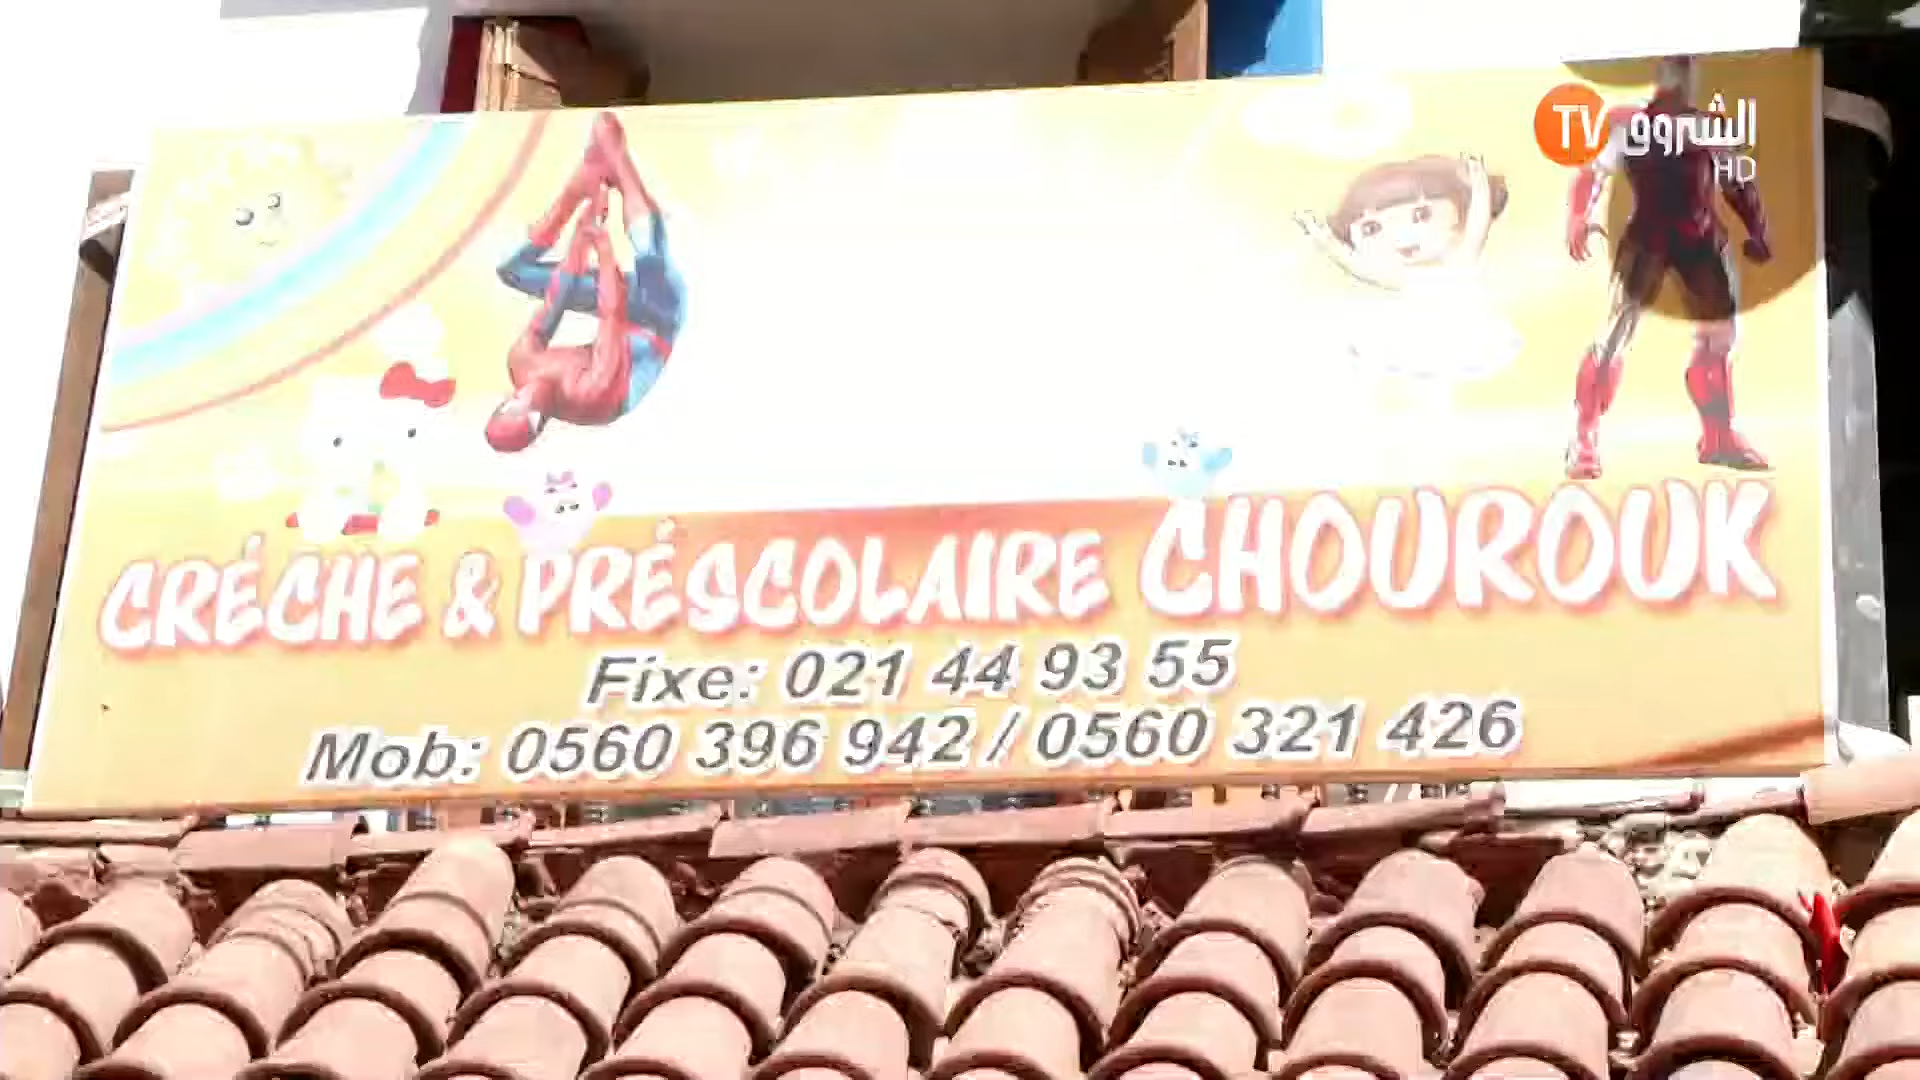 TV الشروق
HD
CRÉCHE & PRÉSCOLAIRE CHOUROUK
Fixe: 021 44 93 55
Mob: 0560 396 942 / 0560 321 426